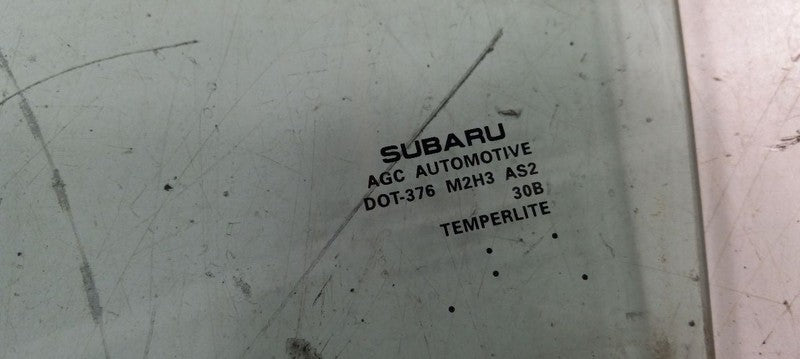 SUBARU
AGC AUTOMOTIVE
DOT-376 M2H3 AS2
30B
TEMPERLITE